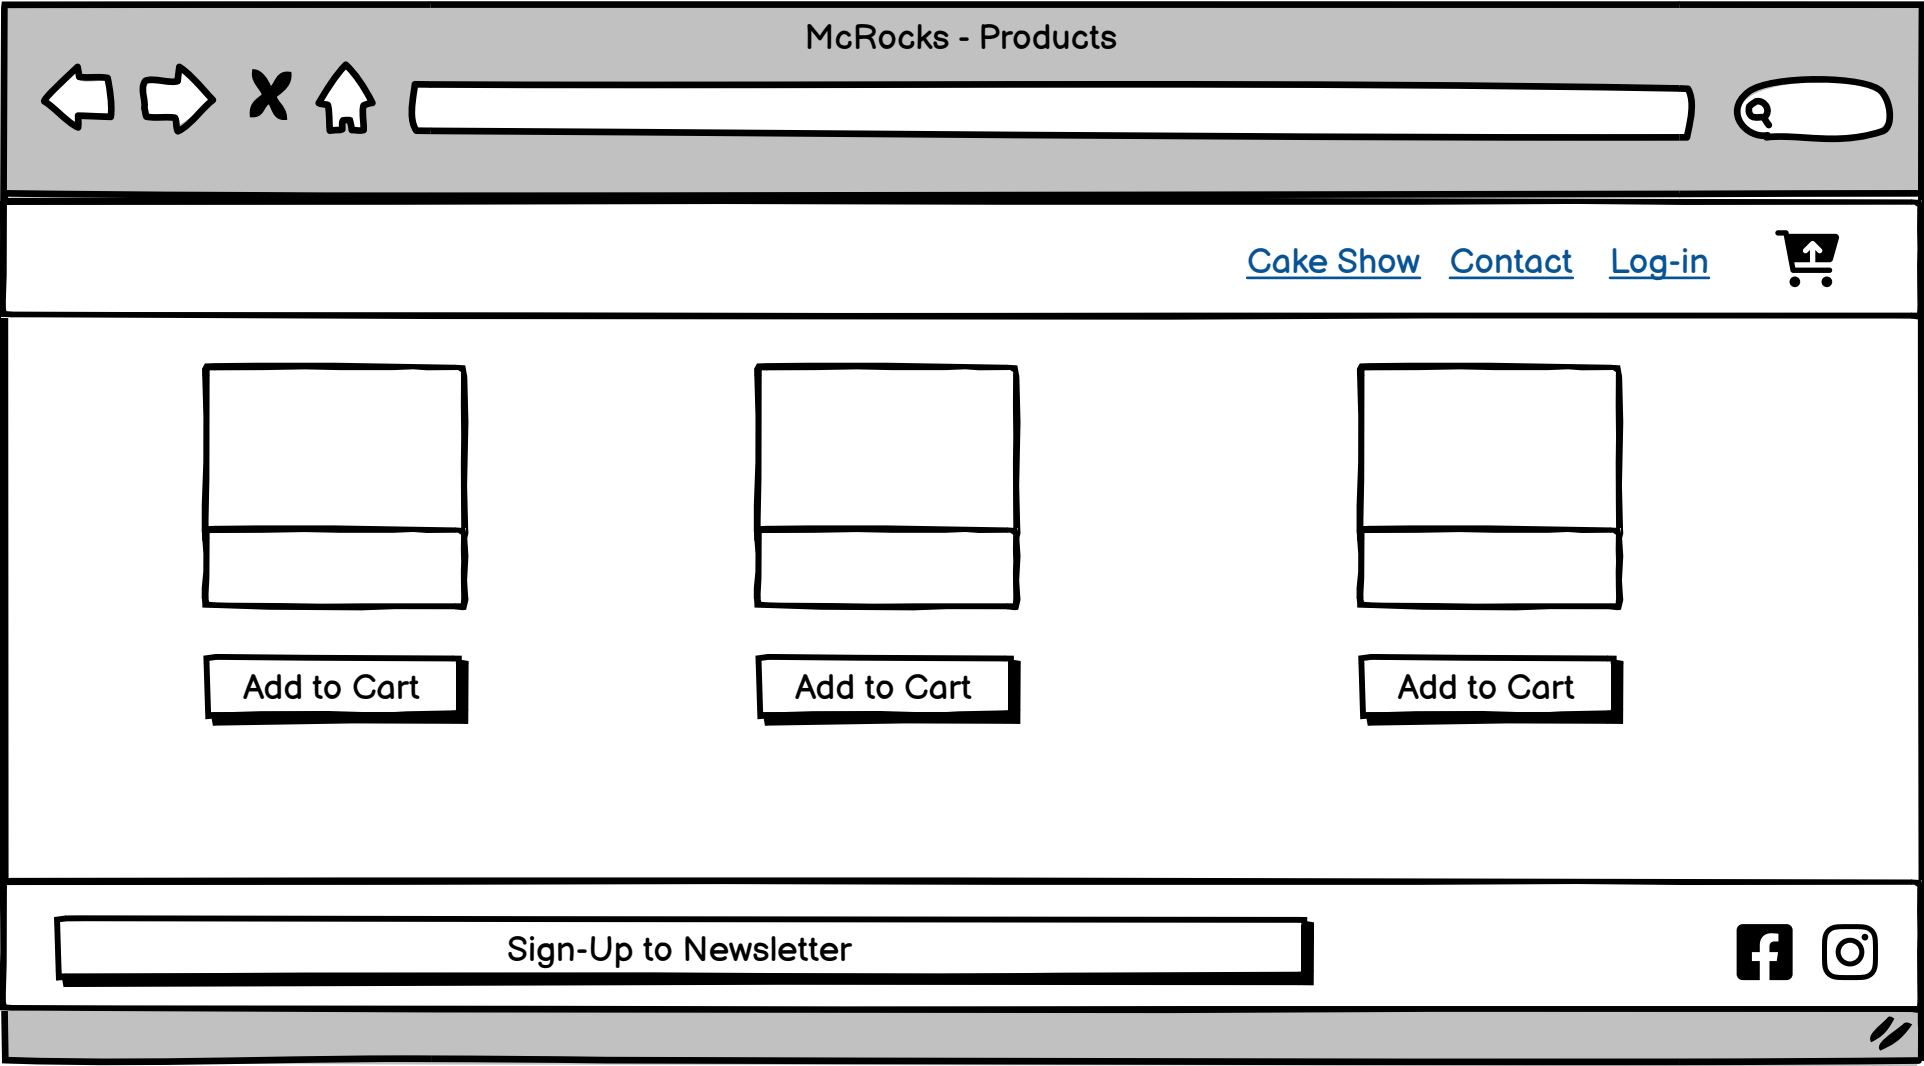 McRocks - Products
Cake Show Contact Log-in
Add to Cart Add to Cart Add to Cart
Sign-Up to Newsletter